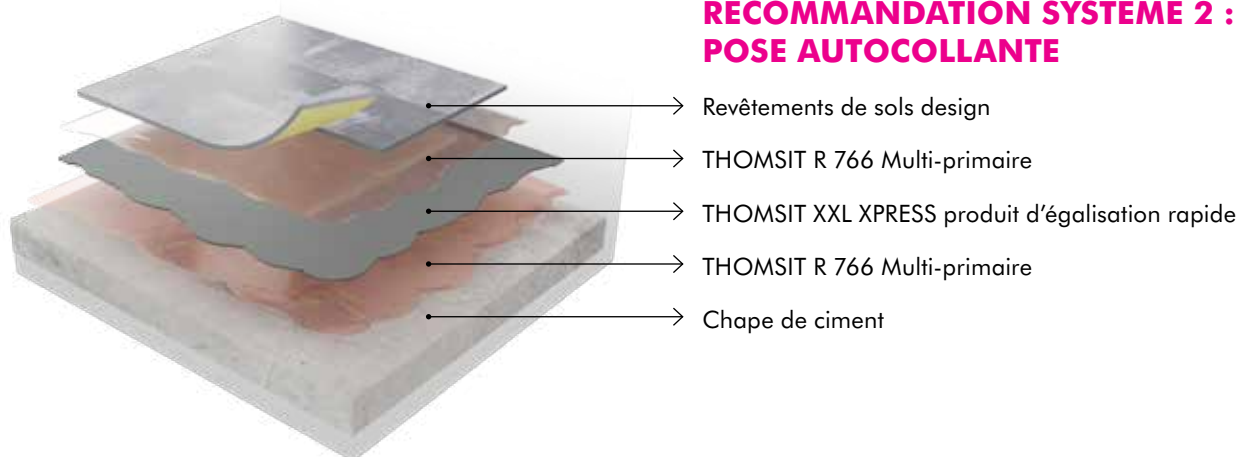 RECOMMANDATION SYSTÈME 2 :
POSE AUTOCOLLANTE
Revêtements de sols design
THOMSIT R 766 Multi-primaire
THOMSIT XXL XPRESS produit d'égalisation rapide
THOMSIT R 766 Multi-primaire
Chape de ciment